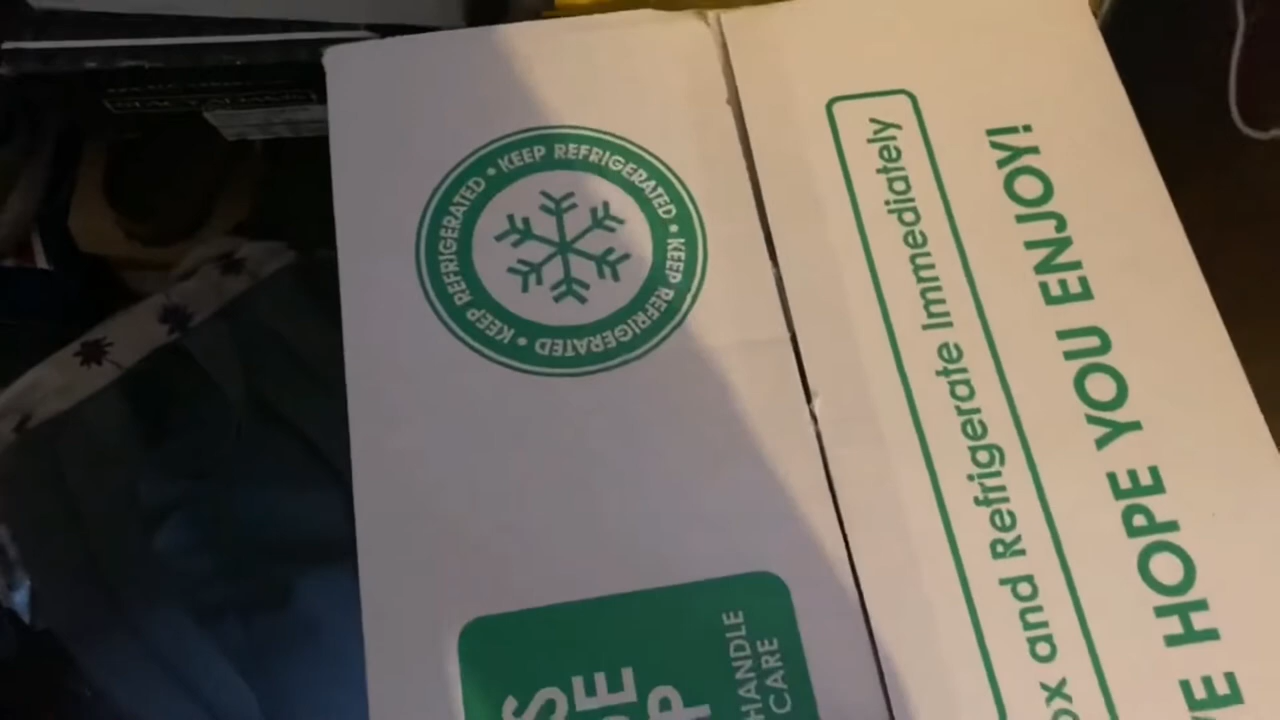 KEEP REFRIGERATED • KEEP REFRIGERATED • KEEP REFRIGERATED •
and Refrigerate Immediately
HOPE YOU ENJOY!
HANDLE
CARE